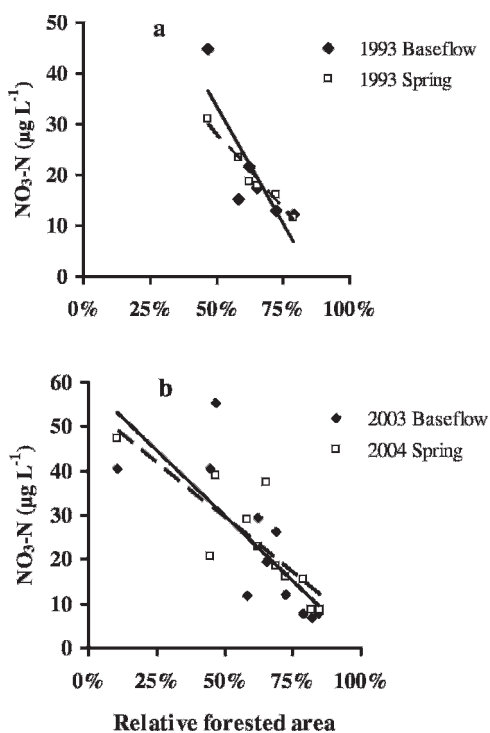 a
50
40
30
20
10
0
NO₃-N (µg L⁻¹)
0% 25% 50% 75% 100%
1993 Baseflow
1993 Spring
b
60
50
40
30
20
10
0
NO₃-N (µg L⁻¹)
0% 25% 50% 75% 100%
2003 Baseflow
2004 Spring
Relative forested area